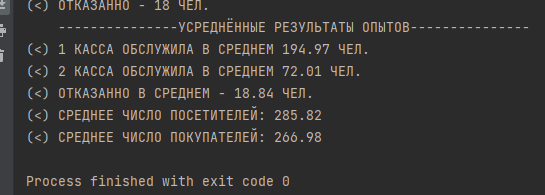 (<) ОТКАЗАННО - 18 ЧЕЛ.
---------------УСРЕДНЁННЫЕ РЕЗУЛЬТАТЫ ОПЫТОВ---------------
(<) 1 КАССА ОБСЛУЖИЛА В СРЕДНЕМ 194.97 ЧЕЛ.
(<) 2 КАССА ОБСЛУЖИЛА В СРЕДНЕМ 72.01 ЧЕЛ.
(<) ОТКАЗАННО В СРЕДНЕМ - 18.84 ЧЕЛ.
(<) СРЕДНЕЕ ЧИСЛО ПОСЕТИТЕЛЕЙ: 285.82
(<) СРЕДНЕЕ ЧИСЛО ПОКУПАТЕЛЕЙ: 266.98
Process finished with exit code 0